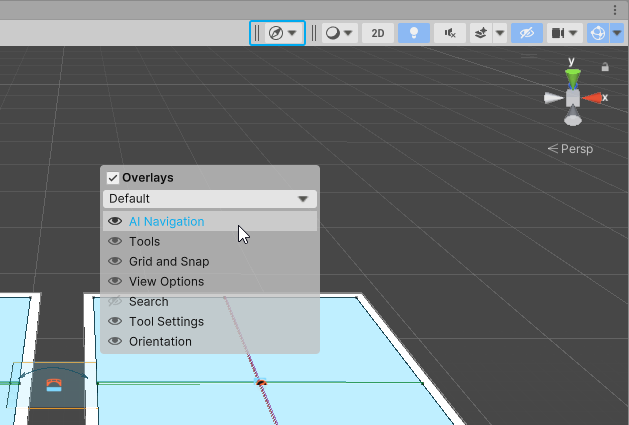 2D
y
x
Persp
Overlays
Default
AI Navigation
Tools
Grid and Snap
View Options
Search
Tool Settings
Orientation